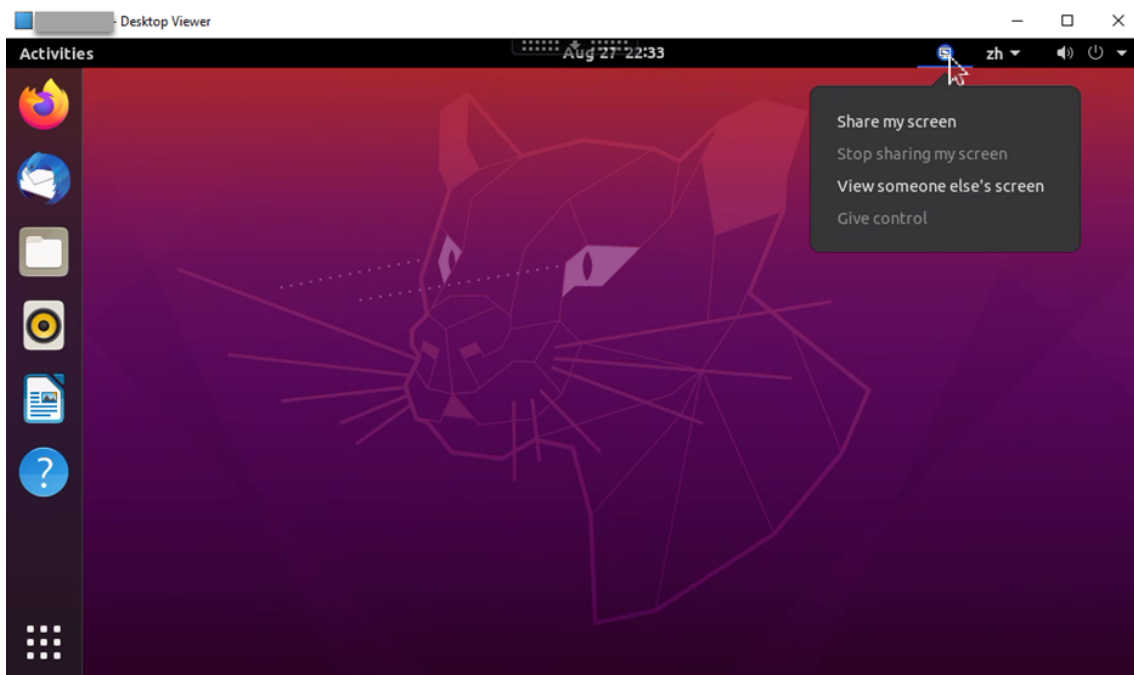 - Desktop Viewer
Activities
Aug 27 22:33
zh
Share my screen
Stop sharing my screen
View someone else's screen
Give control
?